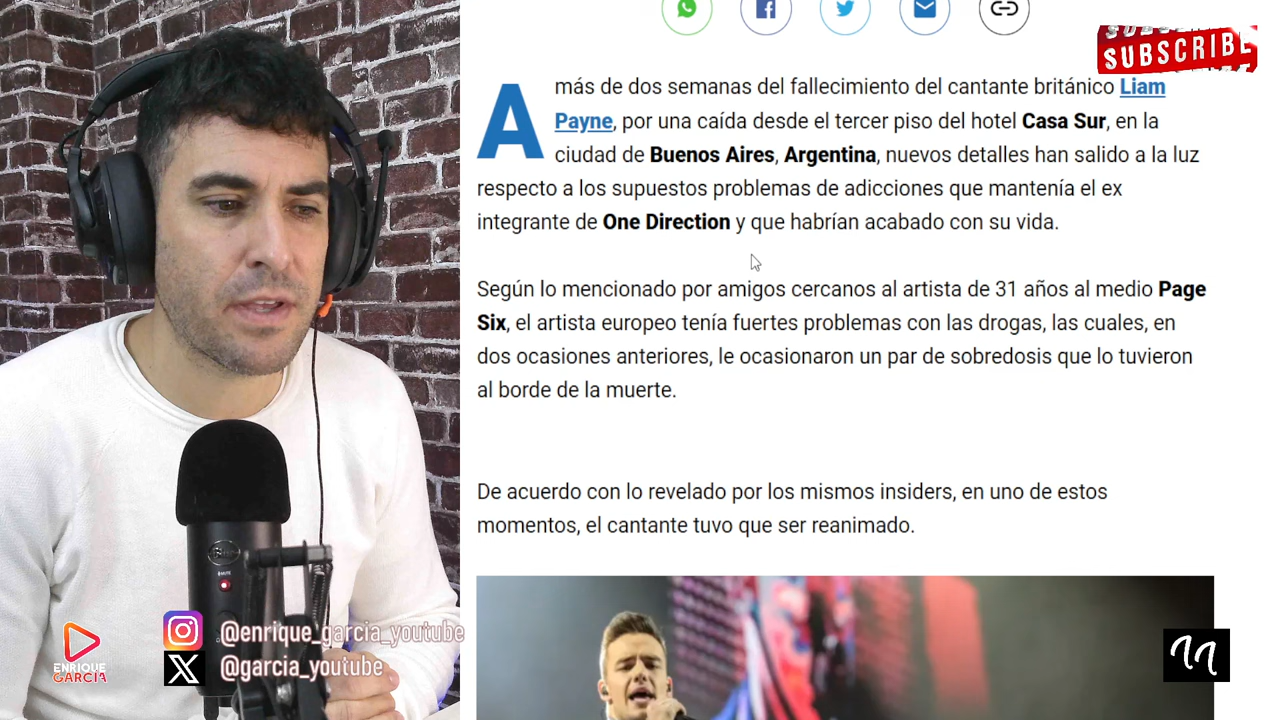 SUBSCRIBE
A
más de dos semanas del fallecimiento del cantante británico Liam
Payne, por una caída desde el tercer piso del hotel Casa Sur, en la
ciudad de Buenos Aires, Argentina, nuevos detalles han salido a la luz
respecto a los supuestos problemas de adicciones que mantenía el ex
integrante de One Direction y que habrían acabado con su vida.
Según lo mencionado por amigos cercanos al artista de 31 años al medio Page
Six, el artista europeo tenía fuertes problemas con las drogas, las cuales, en
dos ocasiones anteriores, le ocasionaron un par de sobredosis que lo tuvieron
al borde de la muerte.
De acuerdo con lo revelado por los mismos insiders, en uno de estos
momentos, el cantante tuvo que ser reanimado.
ENRIQUE
GARCIA
@enrique_garcia_youtube
@garcia_youtube